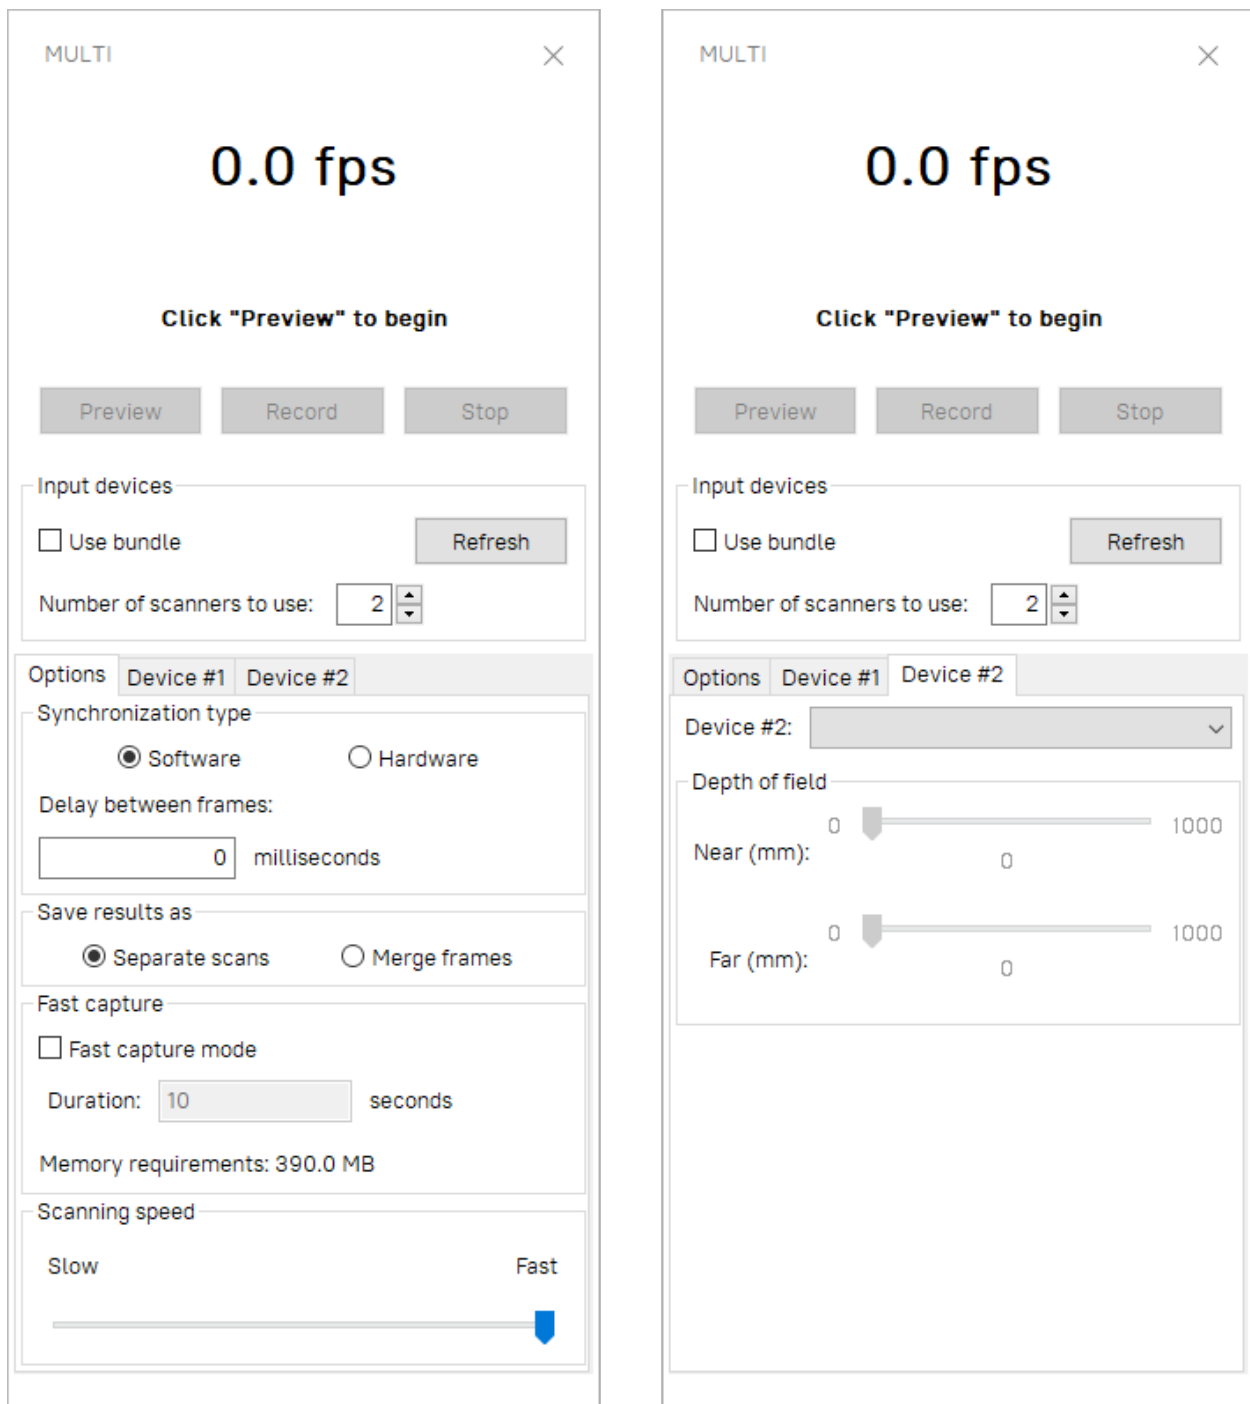 MULTI
0.0 fps
Click "Preview" to begin
Preview Record Stop
Input devices
Use bundle Refresh
Number of scanners to use: 2
Options Device #1 Device #2
Synchronization type
Software Hardware
Delay between frames:
0 milliseconds
Save results as
Separate scans Merge frames
Fast capture
Fast capture mode
Duration: 10 seconds
Memory requirements: 390.0 MB
Scanning speed
Slow Fast
MULTI
0.0 fps
Click "Preview" to begin
Preview Record Stop
Input devices
Use bundle Refresh
Number of scanners to use: 2
Options Device #1 Device #2
Device #2:
Depth of field
0 1000
Near (mm):
0
0 1000
Far (mm):
0